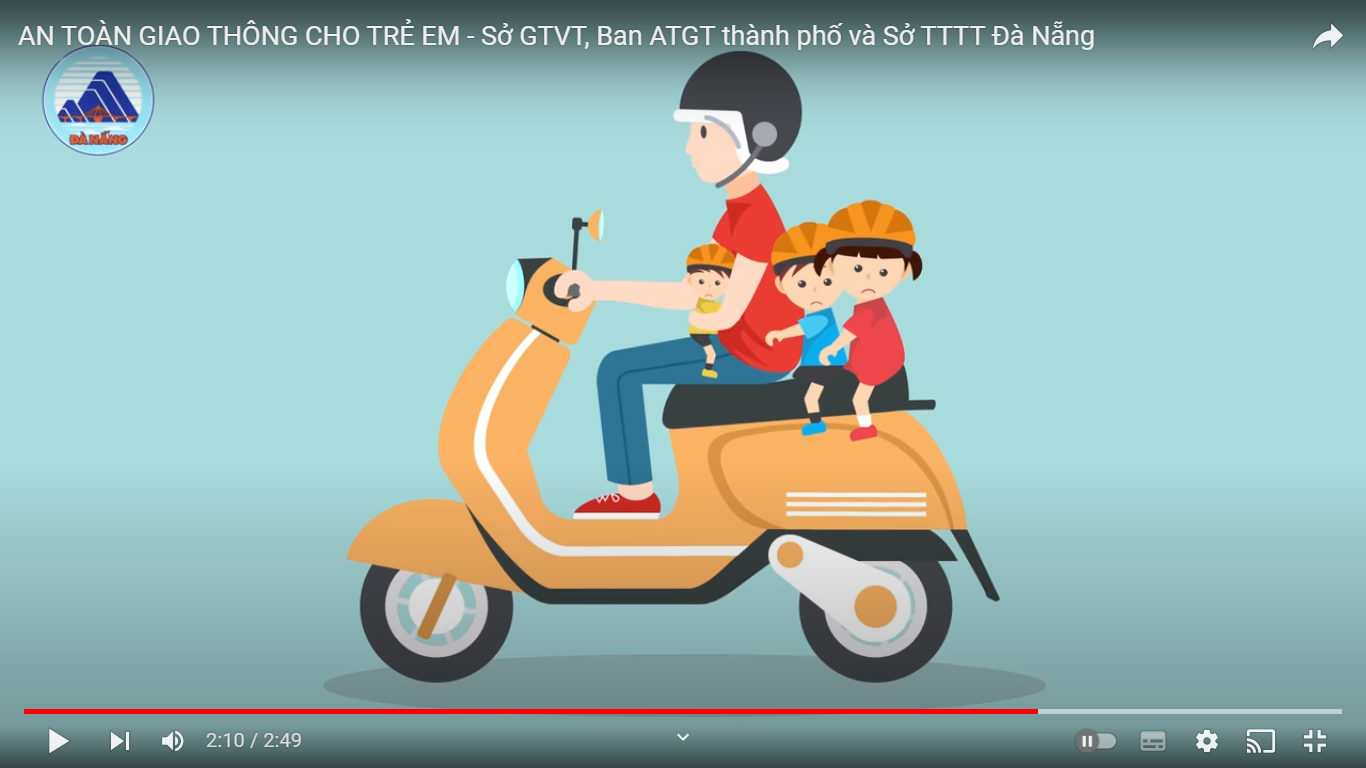 AN TOÀN GIAO THÔNG CHO TRẺ EM - Sở GTVT, Ban ATGT thành phố và Sở TTTT Đà Nẵng
ĐÀ NẴNG
2:10 / 2:49